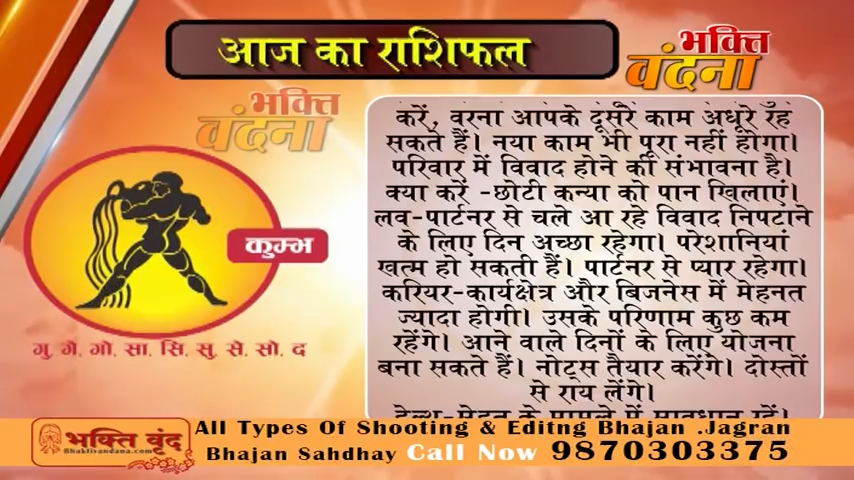 आज का राशिफल
भक्ति
वंदना
भक्ति
वंदना
करें, वरना आपके दूसरे काम अधूरे रह
सकते हैं। नया काम भी पूरा नहीं होगा।
परिवार में विवाद होने की संभावना है।
क्या करें -छोटी कन्या को पान खिलाएं।
लव-पार्टनर से चले आ रहे विवाद निपटाने
के लिए दिन अच्छा रहेगा। परेशानियां
खत्म हो सकती हैं। पार्टनर से प्यार रहेगा।
करियर-कार्यक्षेत्र और बिजनेस में मेहनत
ज्यादा होगी। उसके परिणाम कुछ कम
रहेंगे। आने वाले दिनों के लिए योजना
बना सकते हैं। नोट्स तैयार करेंगे। दोस्तों
से राय लेंगे।
कुम्भ
गु, गे, गो, सा, सि, सु, से, सो, द
भक्ति वृंद
Bhaktivandana.com
All Types Of Shooting & Editng Bhajan .Jagran
Bhajan Sahdhay Call Now 9870303375